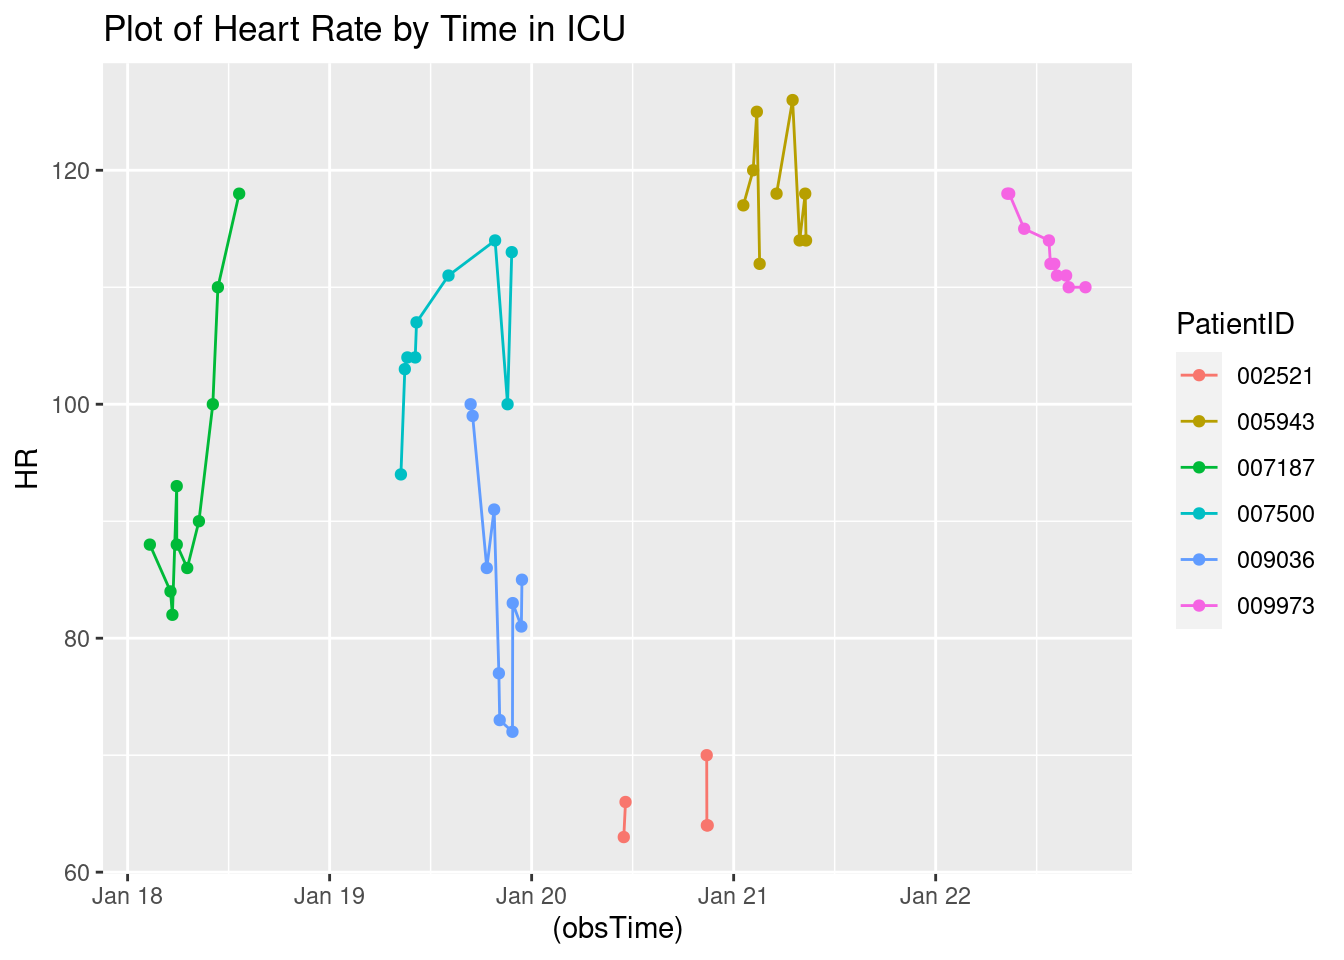 Plot of Heart Rate by Time in ICU
120
100
80
60
HR
Jan 18
Jan 19
Jan 20
Jan 21
Jan 22
(obsTime)
PatientID
002521
005943
007187
007500
009036
009973